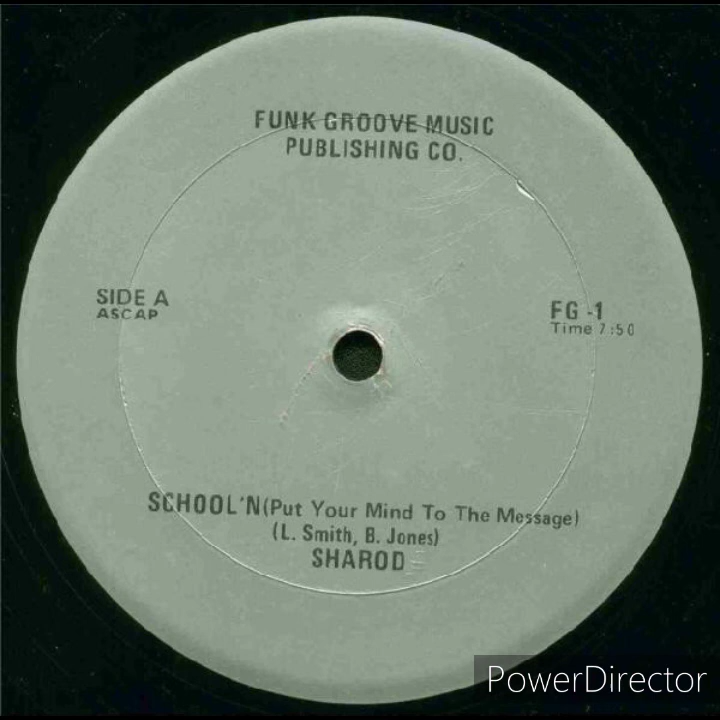 FUNK GROOVE MUSIC
PUBLISHING CO.
SIDE A
ASCAP
FG -1
Time 7:50
SCHOOL'N (Put Your Mind To The Message)
(L. Smith, B. Jones)
SHAROD
PowerDirector